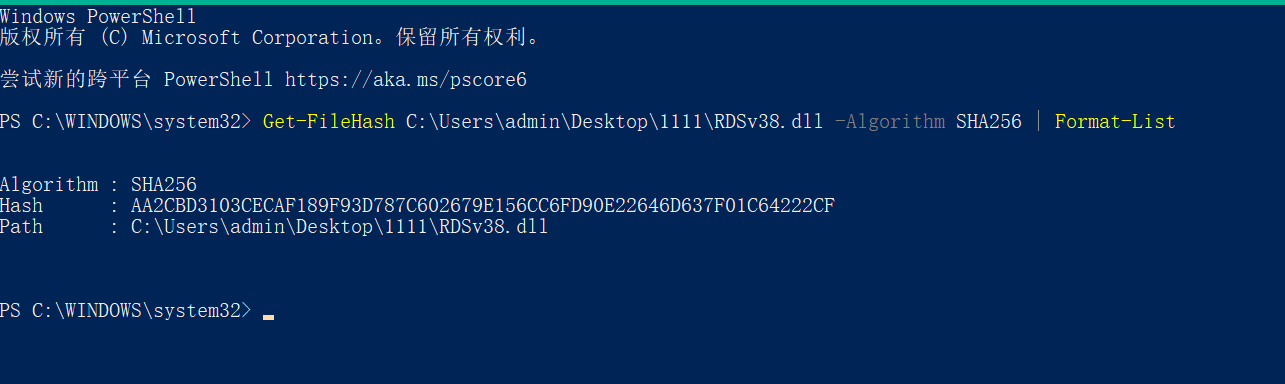 Windows PowerShell
版权所有 (C) Microsoft Corporation。保留所有权利。
尝试新的跨平台 PowerShell https://aka.ms/pscore6
PS C:\WINDOWS\system32> Get-FileHash C:\Users\admin\Desktop\1111\RDSv38.dll -Algorithm SHA256 | Format-List
Algorithm : SHA256
Hash      : AA2CBD3103CECAF189F93D787C602679E156CC6FD90E22646D637F01C64222CF
Path      : C:\Users\admin\Desktop\1111\RDSv38.dll
PS C:\WINDOWS\system32>